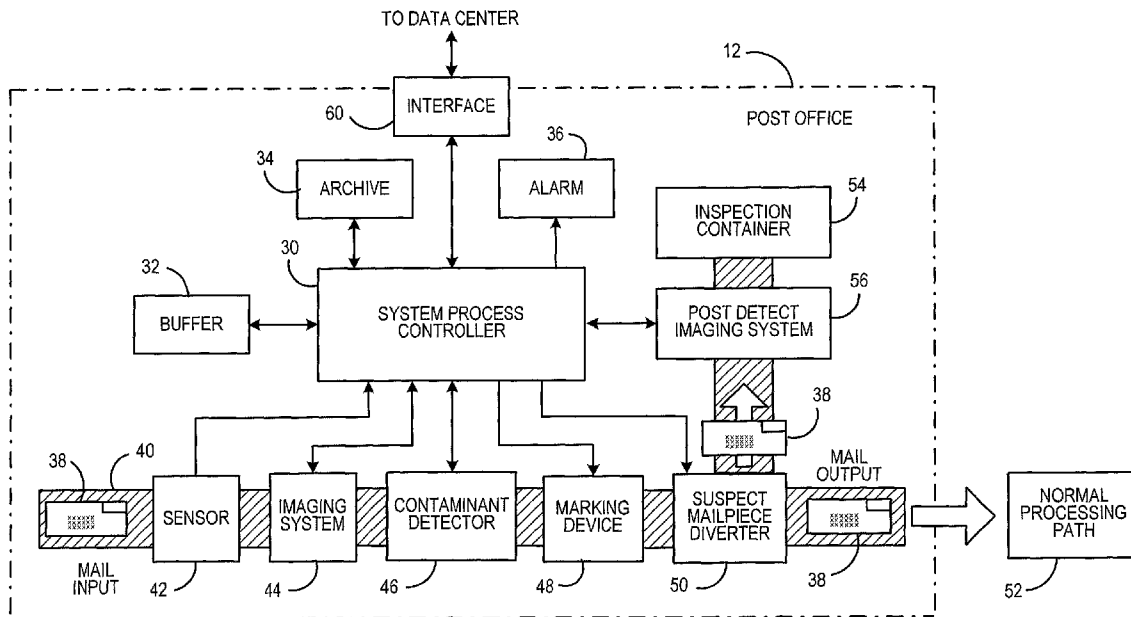 TO DATA CENTER
12
INTERFACE
60
POST OFFICE
34
ARCHIVE
36
ALARM
INSPECTION
CONTAINER
54
30
32
BUFFER
SYSTEM PROCESS
CONTROLLER
POST DETECT
IMAGING SYSTEM
56
38
38
40
MAIL
OUTPUT
SENSOR
IMAGING
SYSTEM
CONTAMINANT
DETECTOR
MARKING
DEVICE
SUSPECT
MAILPIECE
DIVERTER
NORMAL
PROCESSING
PATH
MAIL
INPUT
42
44
46
48
50
38
52